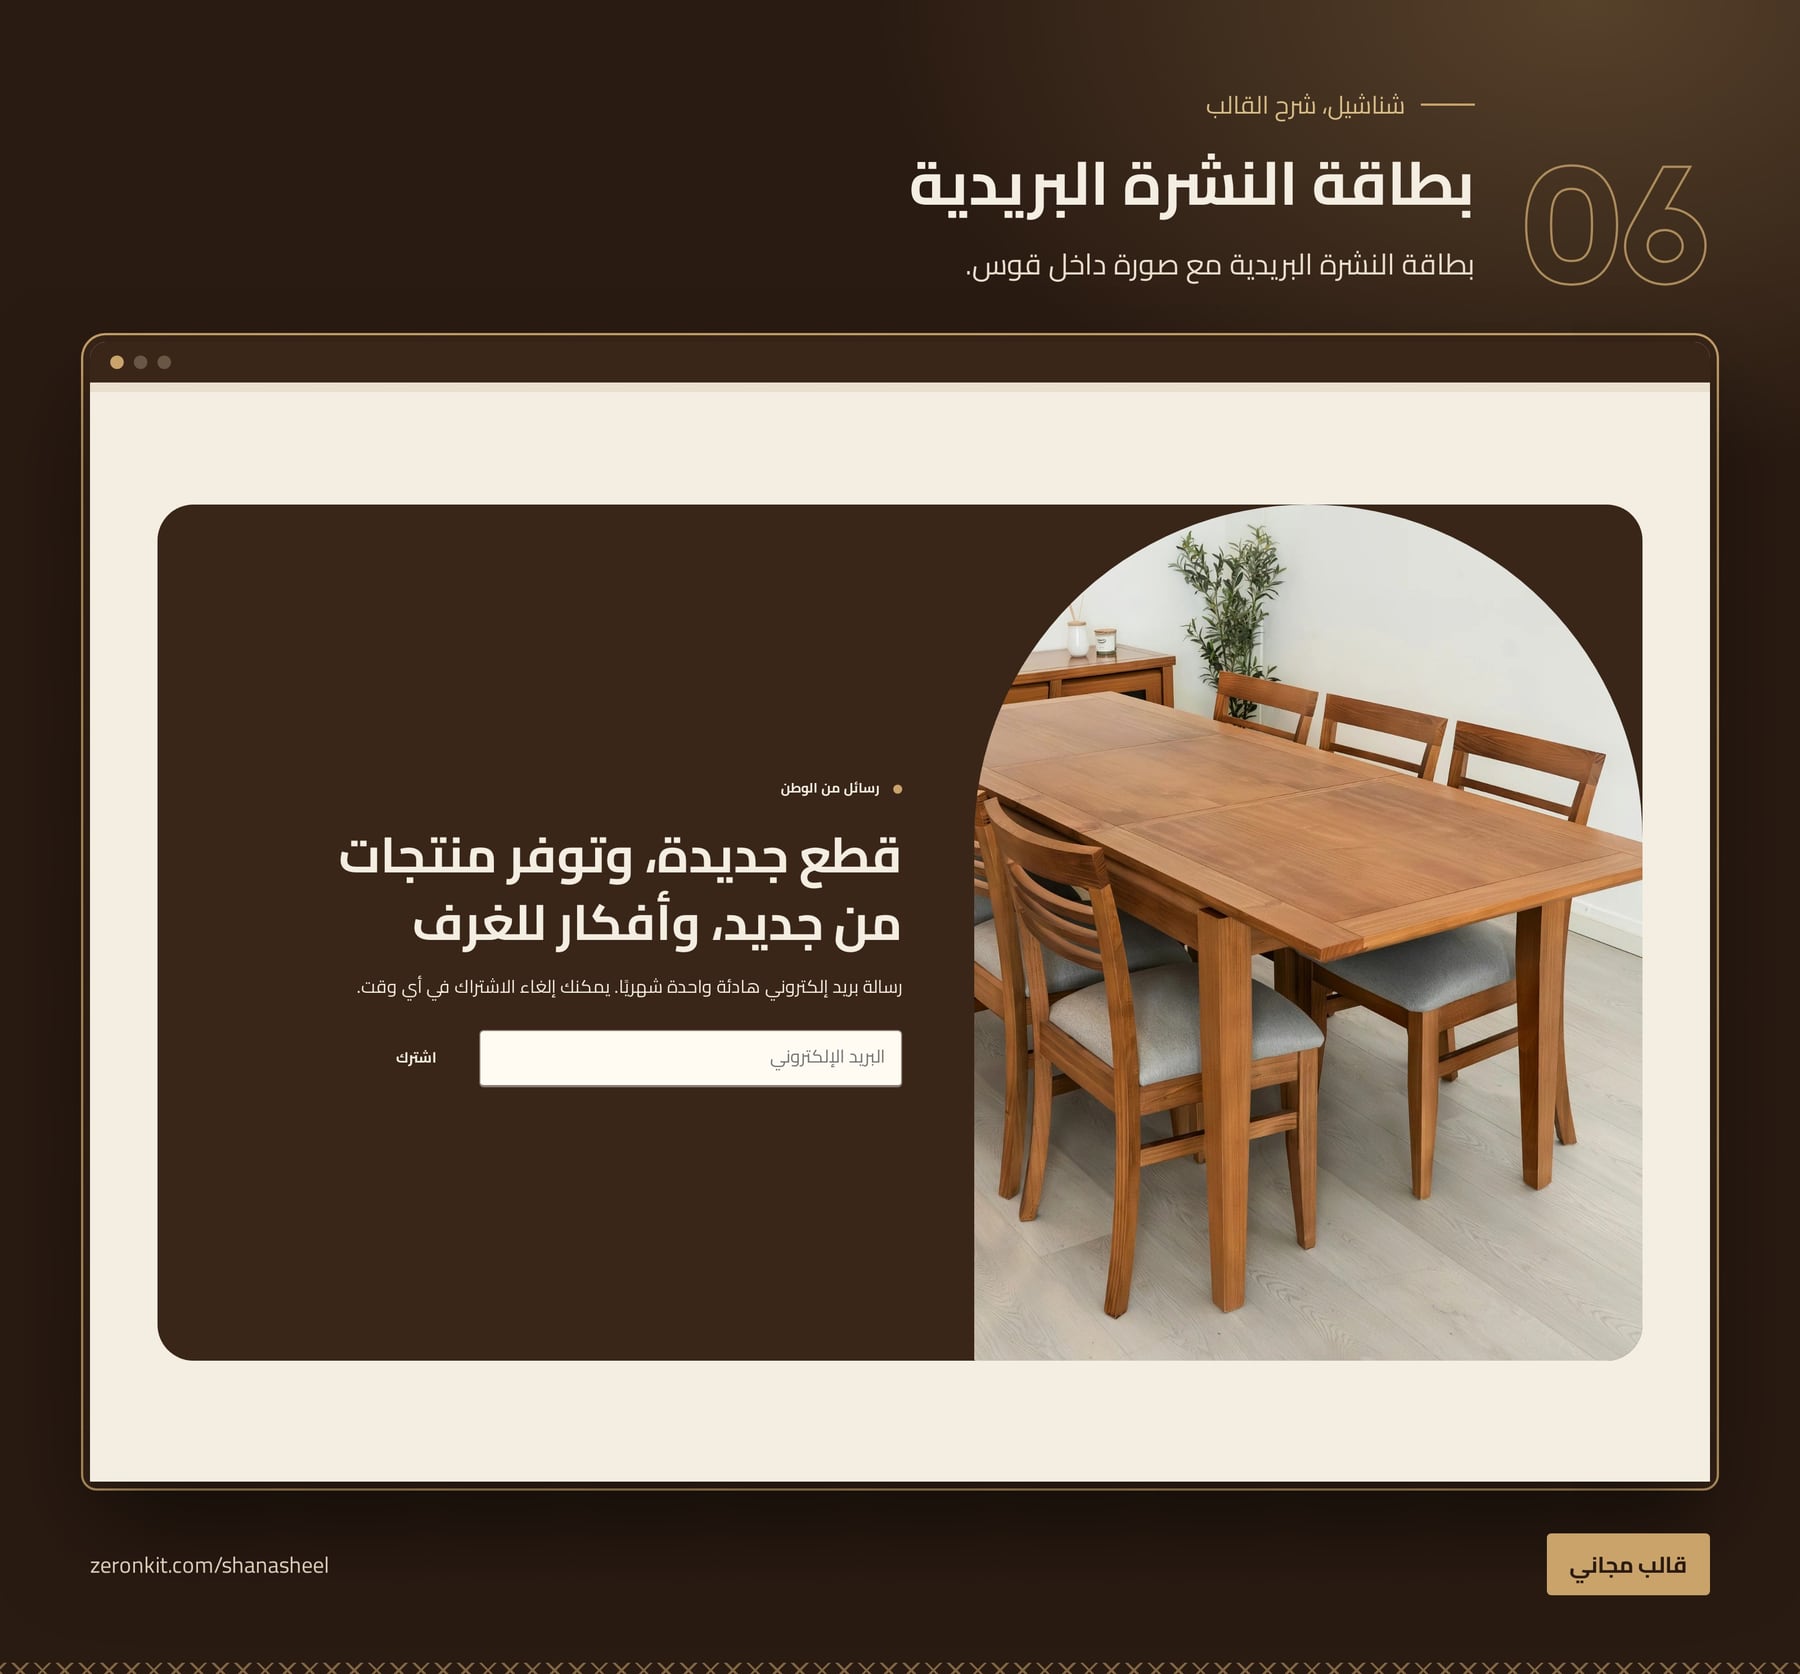 شناشيل، شرح القالب
06
بطاقة النشرة البريدية
بطاقة النشرة البريدية مع صورة داخل قوس.
رسائل من الوطن
قطع جديدة، وتوفر منتجات
من جديد، وأفكار للغرف
رسالة بريد إلكتروني هادئة واحدة شهريًا. يمكنك إلغاء الاشتراك في أي وقت.
البريد الإلكتروني
اشترك
قالب مجاني
zeronkit.com/shanasheel